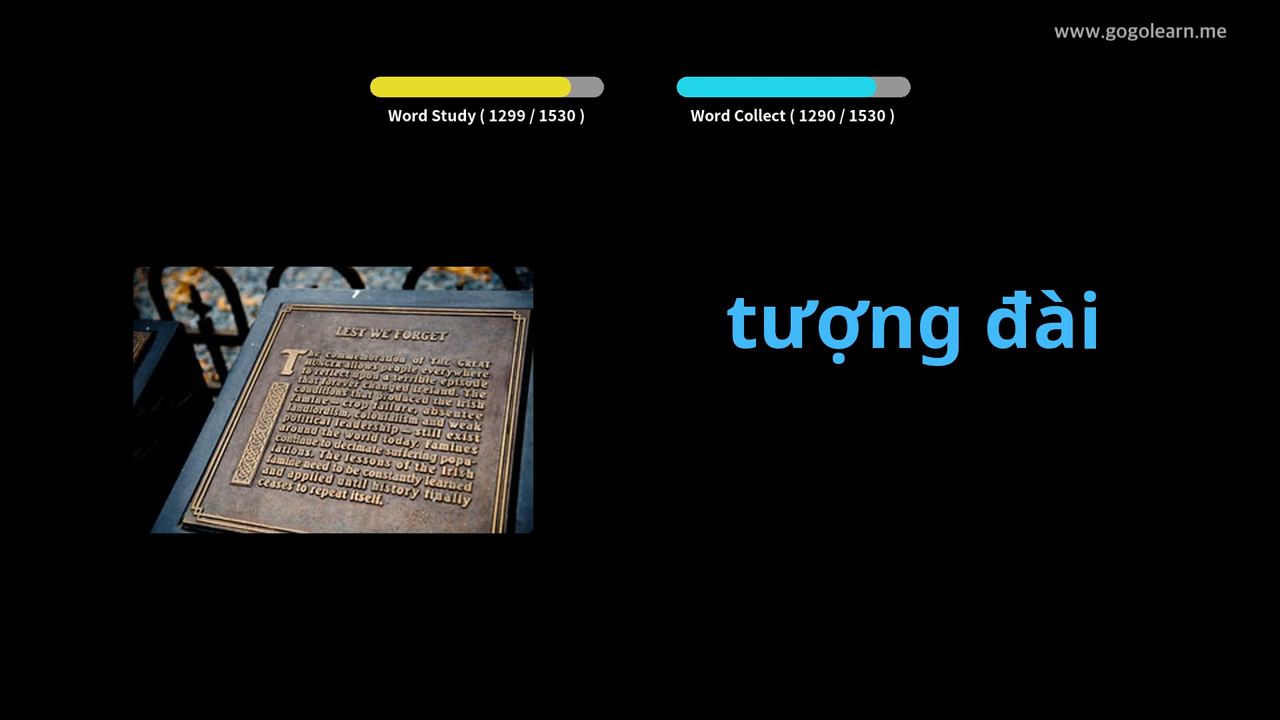 www.gogolearn.me
Word Study ( 1299 / 1530 )
Word Collect ( 1290 / 1530 )
tượng đài
LEST WE FORGET
The commemoration of THE GREAT
HUNGER allows people everywhere
to reflect upon a terrible episode
that forever changed Ireland. The
conditions that produced the Irish
famine — crop failure, absentee
landlordism, colonialism and weak
political leadership — still exist
around the world today. Famines
continue to decimate suffering popu-
lations. The lessons of the Irish
famine need to be constantly learned
and applied until history finally
ceases to repeat itself.